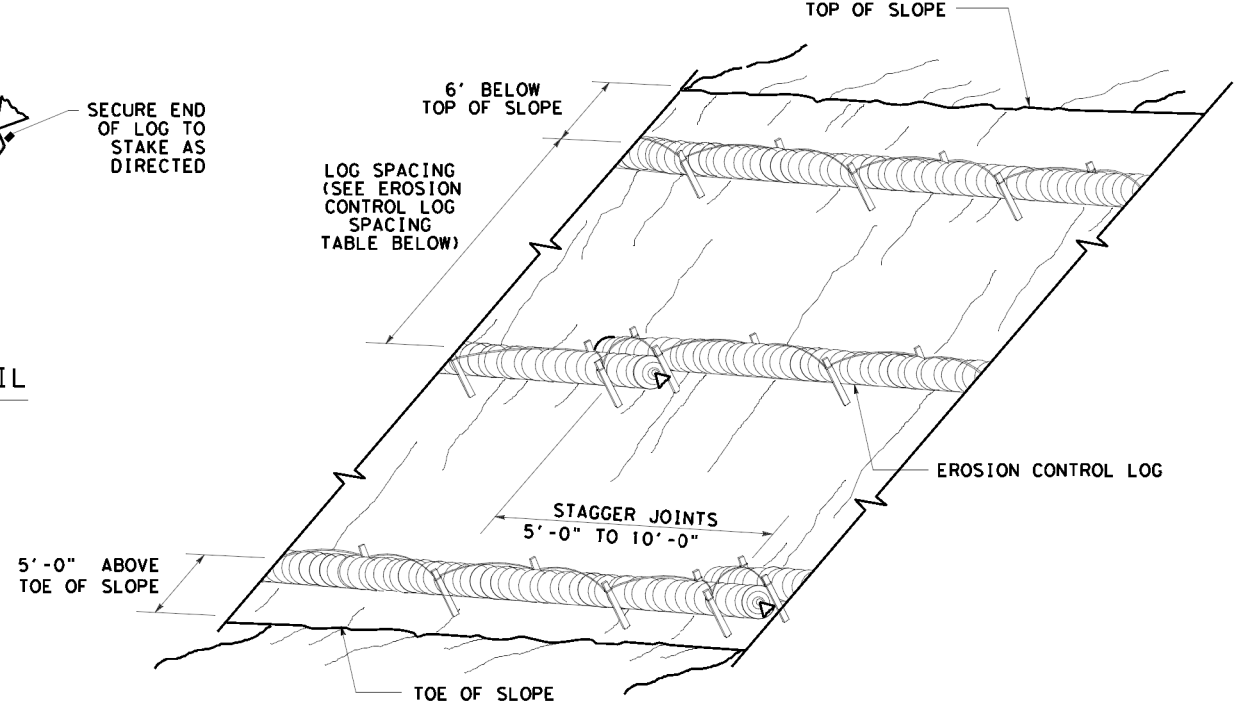 TOP OF SLOPE
6' BELOW
TOP OF SLOPE
SECURE END
OF LOG TO
STAKE AS
DIRECTED
LOG SPACING
(SEE EROSION
CONTROL LOG
SPACING
TABLE BELOW)
IL
EROSION CONTROL LOG
STAGGER JOINTS
5'-0" TO 10'-0"
5'-0" ABOVE
TOE OF SLOPE
TOE OF SLOPE